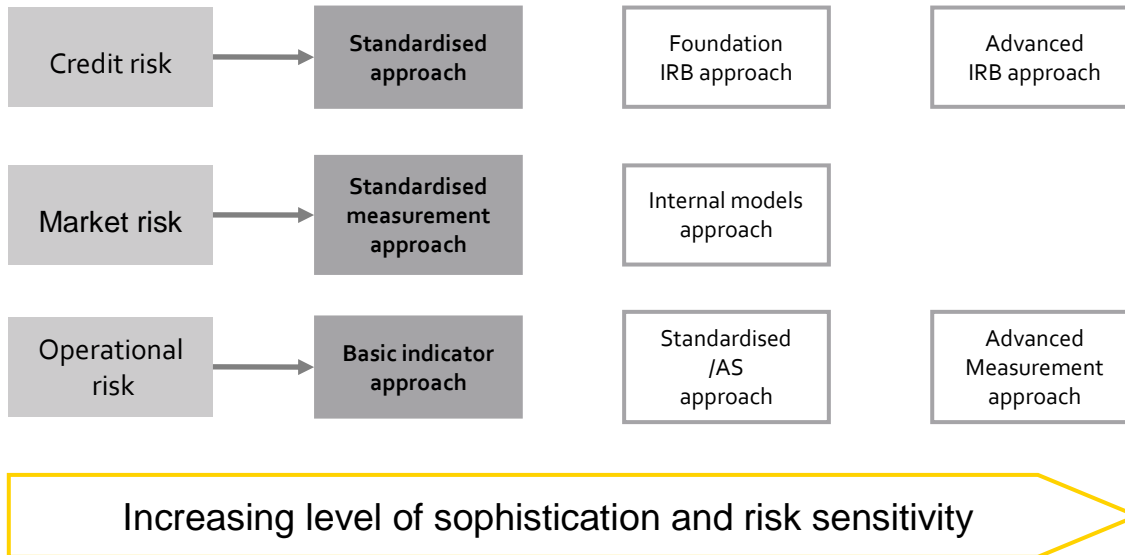 Credit risk
Standardised
approach
Foundation
IRB approach
Advanced
IRB approach
Market risk
Standardised
measurement
approach
Internal models
approach
Operational
risk
Basic indicator
approach
Standardised
/AS
approach
Advanced
Measurement
approach
Increasing level of sophistication and risk sensitivity